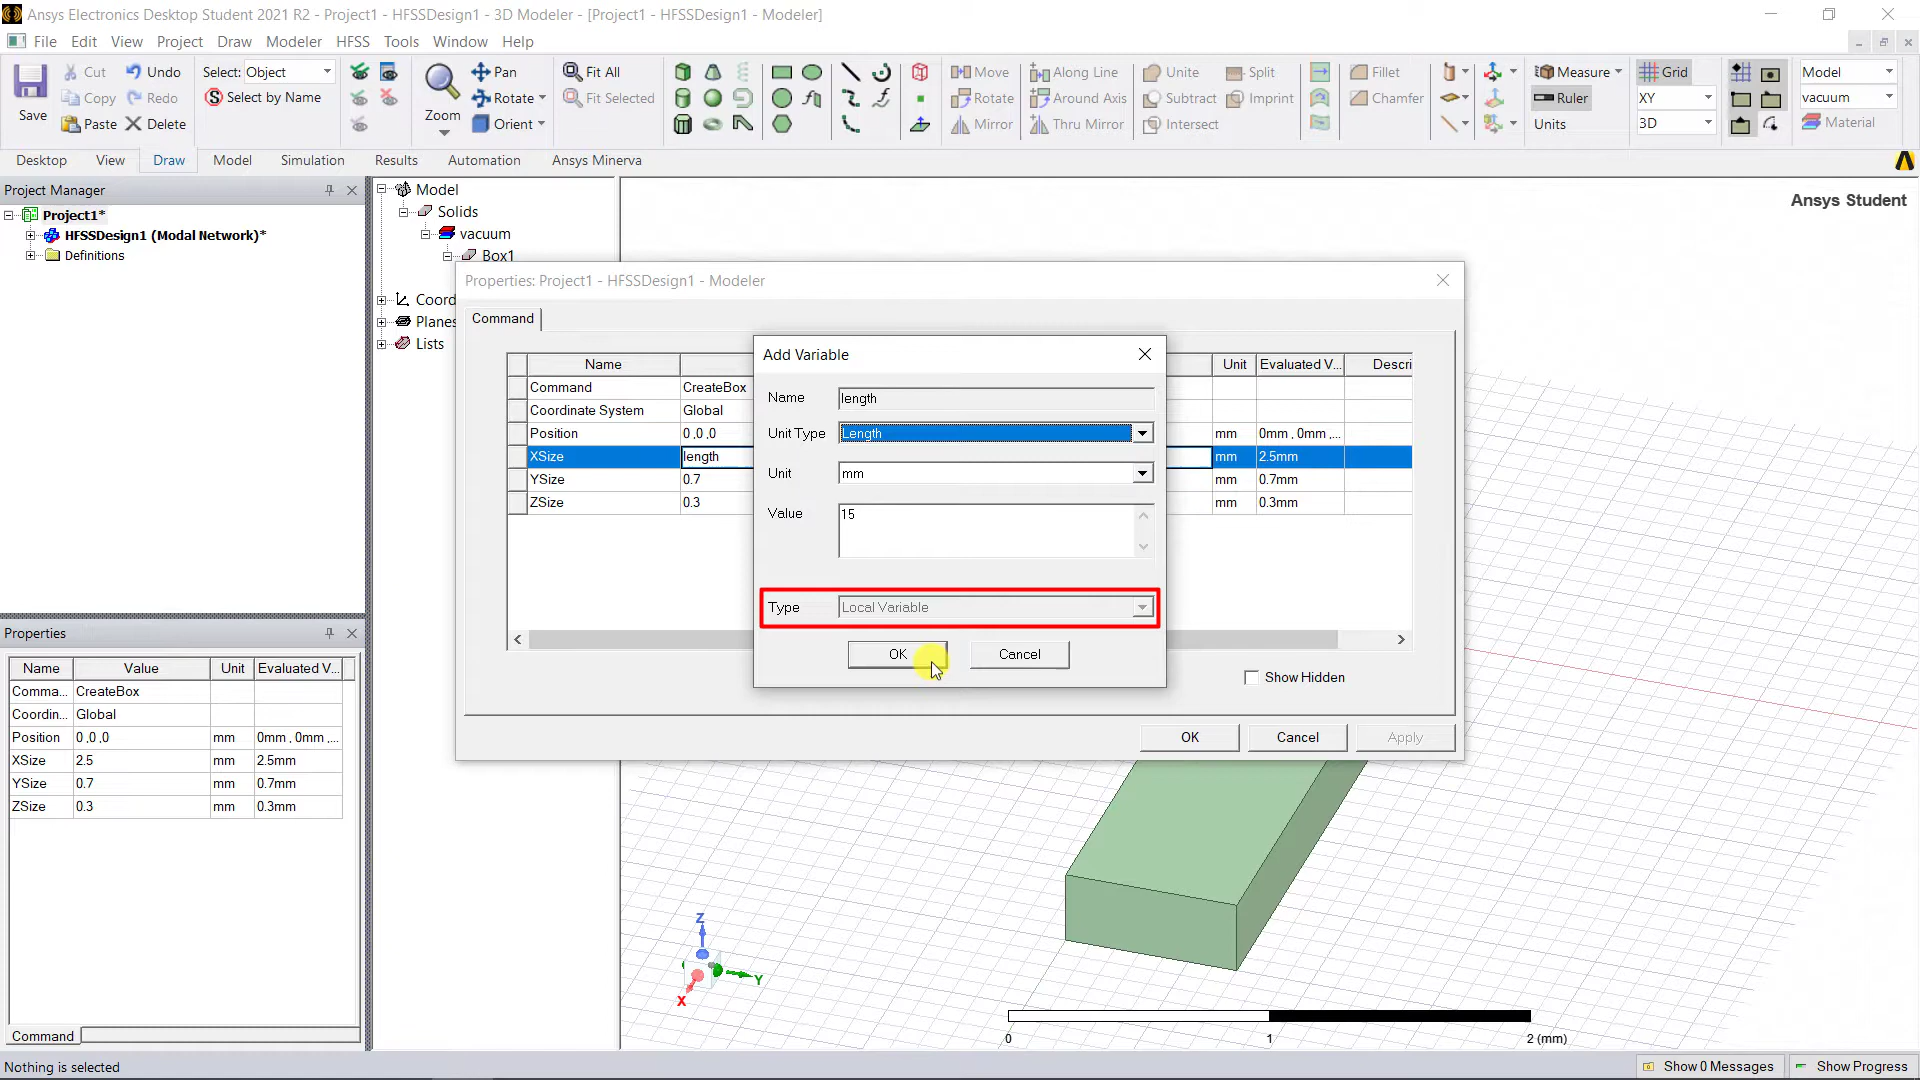 Ansys Electronics Desktop Student 2021 R2 - Project1 - HFSSDesign1 - 3D Modeler - [Project1 - HFSSDesign1 - Modeler]
File Edit View Project Draw Modeler HFSS Tools Window Help
Save
Cut
Copy
Paste
Undo
Redo
Delete
Select: Object
Select by Name
Zoom
Pan
Rotate
Orient
Fit All
Fit Selected
Move
Rotate
Mirror
Along Line
Around Axis
Thru Mirror
Unite
Subtract
Intersect
Split
Imprint
Fillet
Chamfer
Measure
Ruler
Units
Grid
XY
3D
Model
vacuum
Material
Desktop View Draw Model Simulation Results Automation Ansys Minerva
Project Manager
Project1*
HFSSDesign1 (Modal Network)*
Definitions
Model
Solids
vacuum
Box1
Coord
Planes
Lists
Ansys Student
Properties: Project1 - HFSSDesign1 - Modeler
Command
Name Unit Evaluated V... Descri
Command CreateBox
Coordinate System Global
Position 0 ,0 ,0 mm 0mm , 0mm ,...
XSize length mm 2.5mm
YSize 0.7 mm 0.7mm
ZSize 0.3 mm 0.3mm
Show Hidden
OK Cancel Apply
Add Variable
Name length
Unit Type Length
Unit mm
Value 15
Type Local Variable
OK Cancel
Properties
Name Value Unit Evaluated V...
Comma... CreateBox
Coordin... Global
Position 0 ,0 ,0 mm 0mm , 0mm ,...
XSize 2.5 mm 2.5mm
YSize 0.7 mm 0.7mm
ZSize 0.3 mm 0.3mm
Command
Z
Y
X
0 1 2 (mm)
Nothing is selected
Show 0 Messages Show Progress